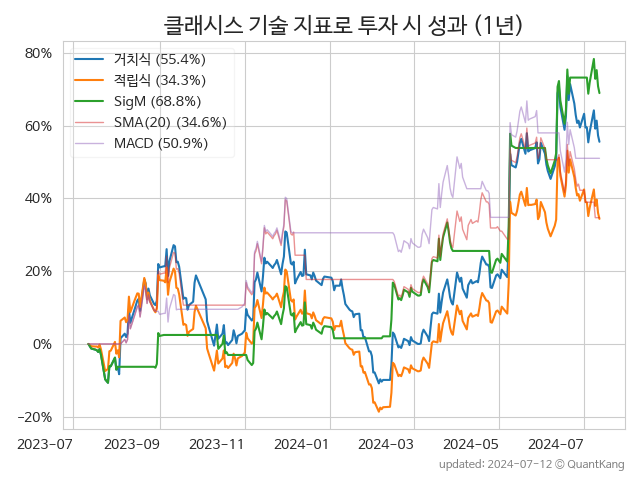 클래시스 기술 지표로 투자 시 성과 (1년)
80%
60%
40%
20%
0%
−20%
거치식 (55.4%)
적립식 (34.3%)
SigM (68.8%)
SMA(20) (34.6%)
MACD (50.9%)
2023-07 2023-09 2023-11 2024-01 2024-03 2024-05 2024-07
updated: 2024-07-12 © QuantKang